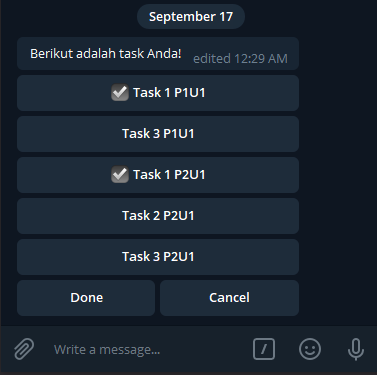 September 17
Berikut adalah task Anda!
edited 12:29 AM
Task 1 P1U1
Task 3 P1U1
Task 1 P2U1
Task 2 P2U1
Task 3 P2U1
Done
Cancel
Write a message...